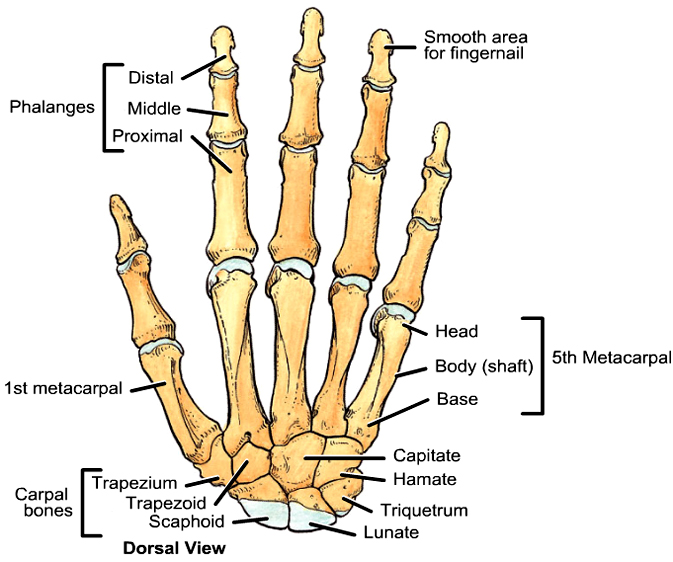 Smooth area
for fingernail
Phalanges
Distal
Middle
Proximal
Head
Body (shaft)
Base
5th Metacarpal
1st metacarpal
Capitate
Hamate
Triquetrum
Lunate
Carpal
bones
Trapezium
Trapezoid
Scaphoid
Dorsal View